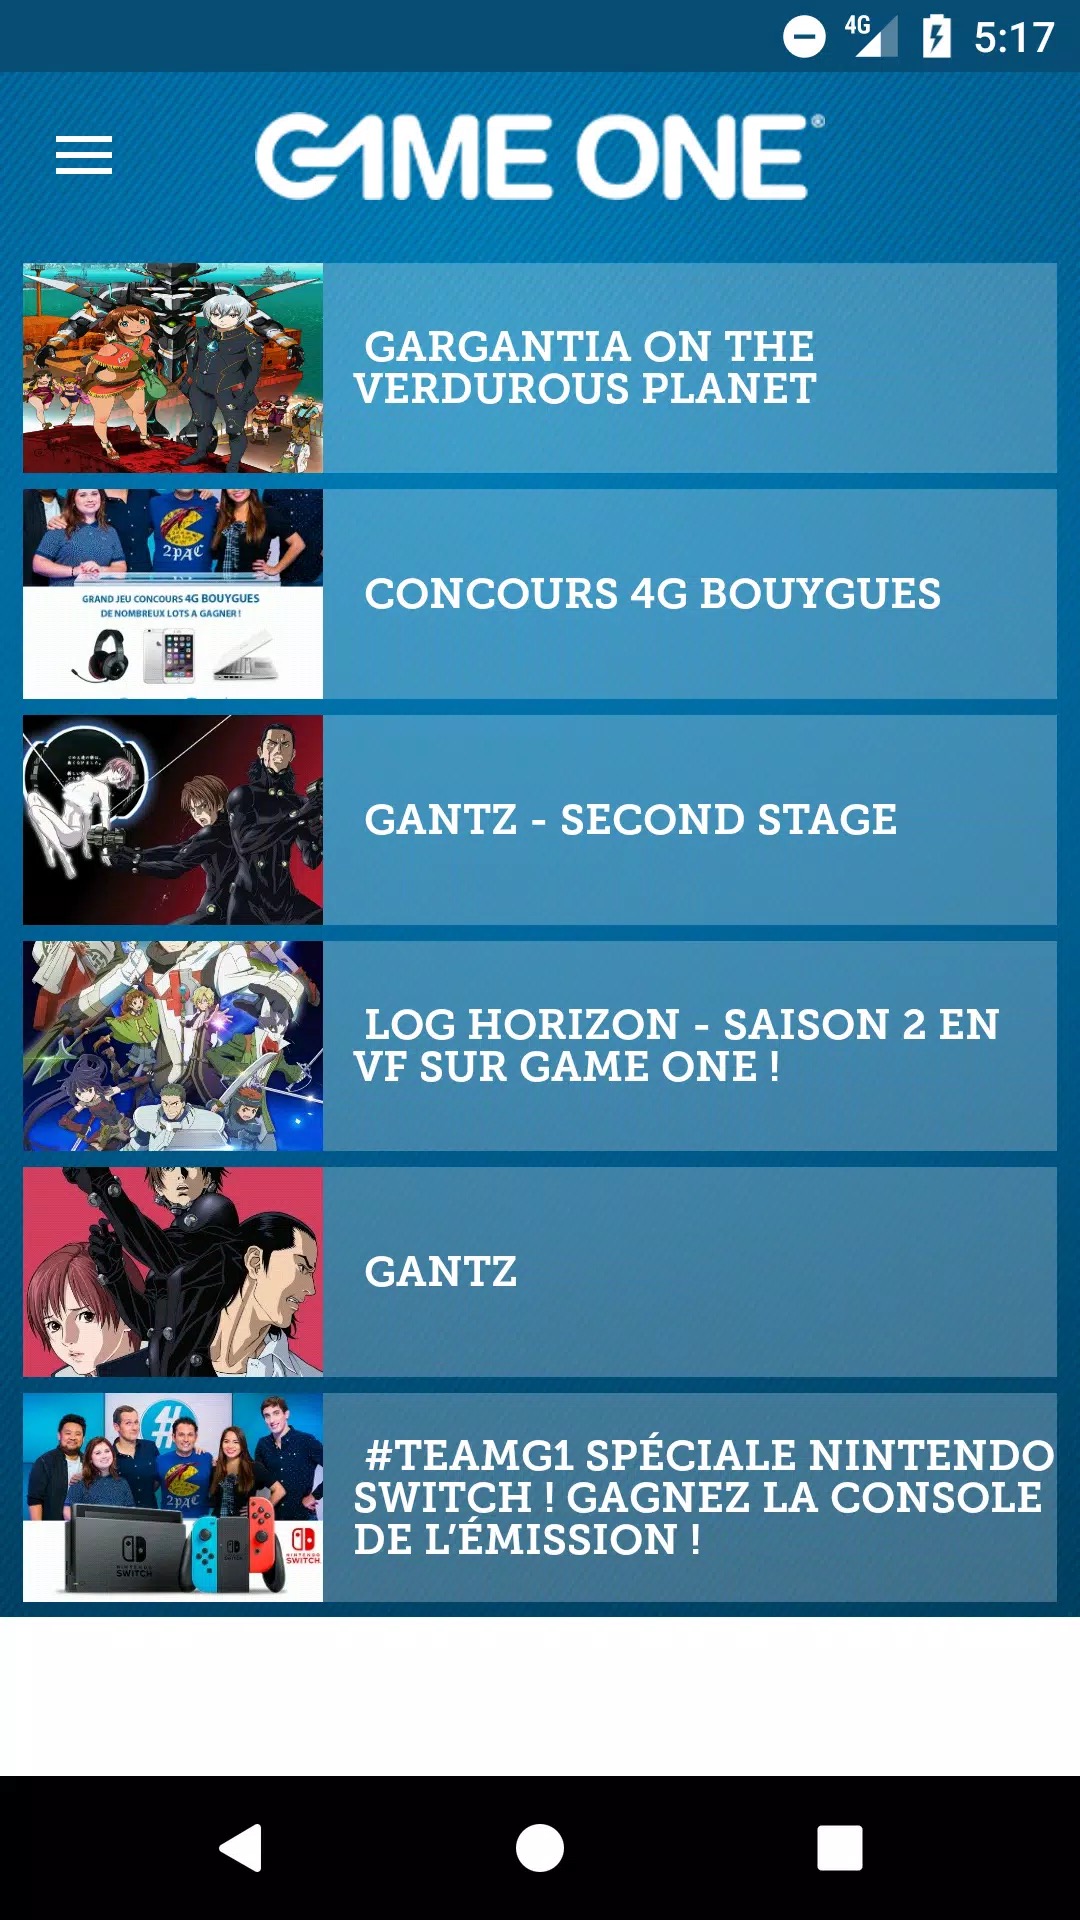 4G
5:17
GAME ONE®
GARGANTIA ON THE
VERDUROUS PLANET
2PAC
GRAND JEU CONCOURS 4G BOUYGUES
DE NOMBREUX LOTS A GAGNER !
CONCOURS 4G BOUYGUES
GANTZ - SECOND STAGE
LOG HORIZON - SAISON 2 EN
VF SUR GAME ONE !
GANTZ
#
2PAC
NINTENDO
SWITCH
NINTENDO
SWITCH
#TEAMG1 SPÉCIALE NINTENDO
SWITCH ! GAGNEZ LA CONSOLE
DE L'ÉMISSION !